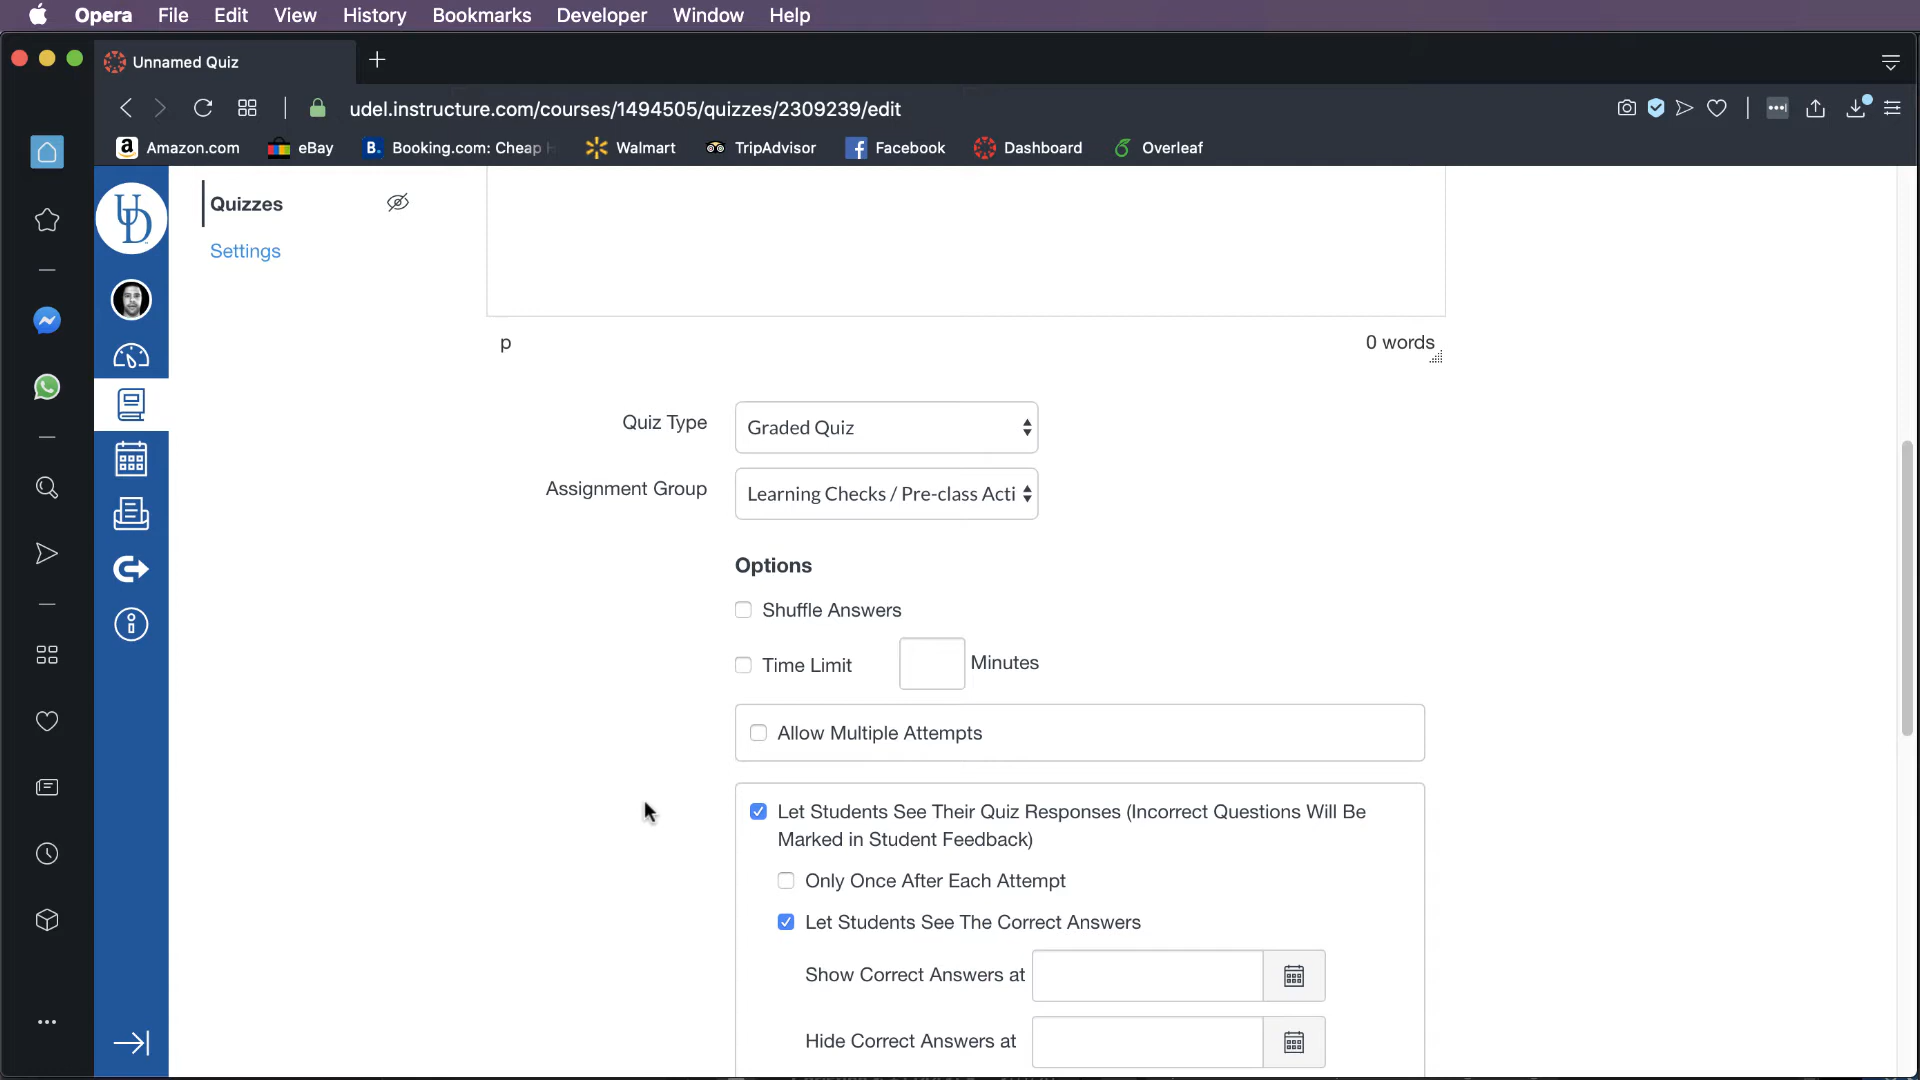 Opera File Edit View History Bookmarks Developer Window Help
Unnamed Quiz
udel.instructure.com/courses/1494505/quizzes/2309239/edit
Amazon.com eBay Booking.com: Cheap Walmart TripAdvisor Facebook Dashboard Overleaf
UD
Quizzes
Settings
p 0 words
Quiz Type Graded Quiz
Assignment Group Learning Checks / Pre-class Acti
Options
Shuffle Answers
Time Limit Minutes
Allow Multiple Attempts
Let Students See Their Quiz Responses (Incorrect Questions Will Be
Marked in Student Feedback)
Only Once After Each Attempt
Let Students See The Correct Answers
Show Correct Answers at
Hide Correct Answers at